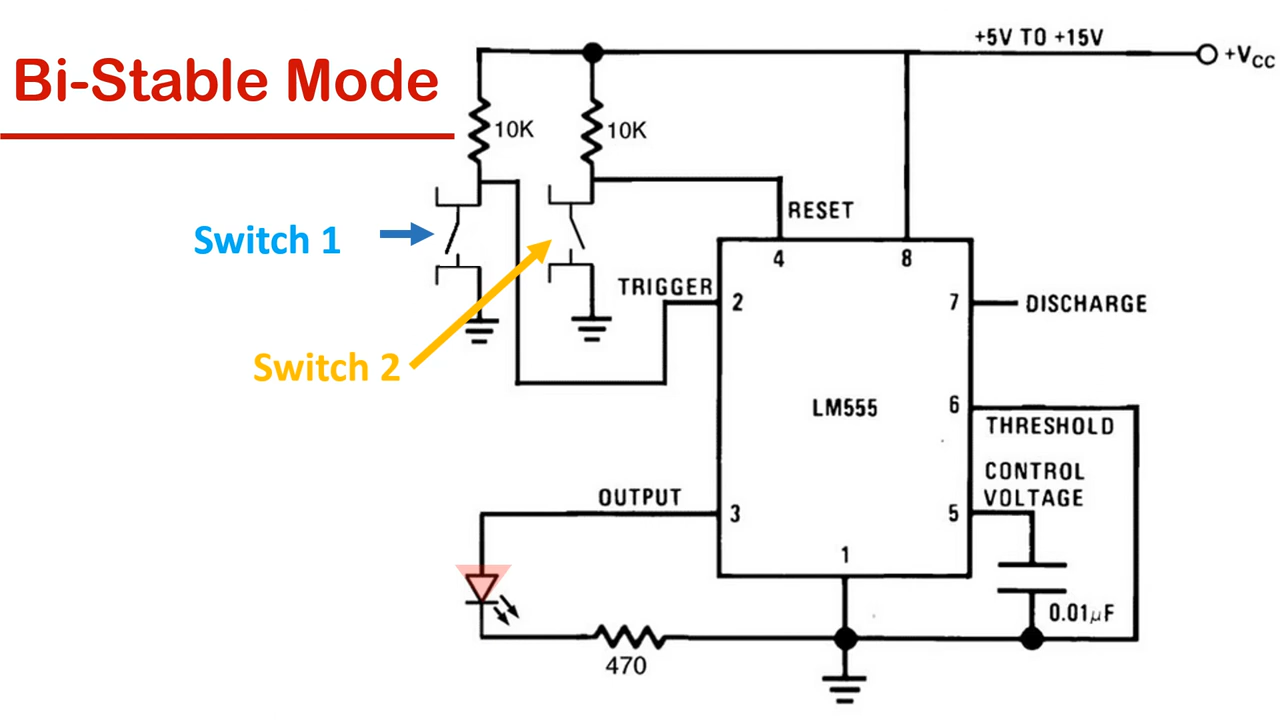 Bi-Stable Mode
+5V TO +15V
+VCC
10K
10K
Switch 1
RESET
4
8
TRIGGER
2
7
DISCHARGE
Switch 2
LM555
6
THRESHOLD
CONTROL
VOLTAGE
OUTPUT
3
5
1
0.01μF
470